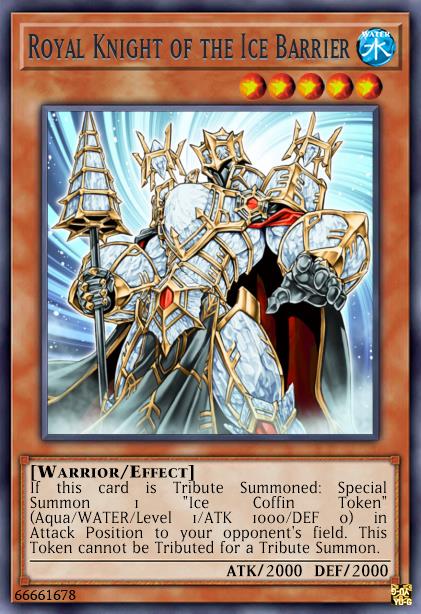 Royal Knight of the Ice Barrier
WATER
水
[Warrior/Effect]
If this card is Tribute Summoned: Special
Summon 1 "Ice Coffin Token"
(Aqua/WATER/Level 1/ATK 1000/DEF 0) in
Attack Position to your opponent's field. This
Token cannot be Tributed for a Tribute Summon.
ATK/2000 DEF/2000
66661678